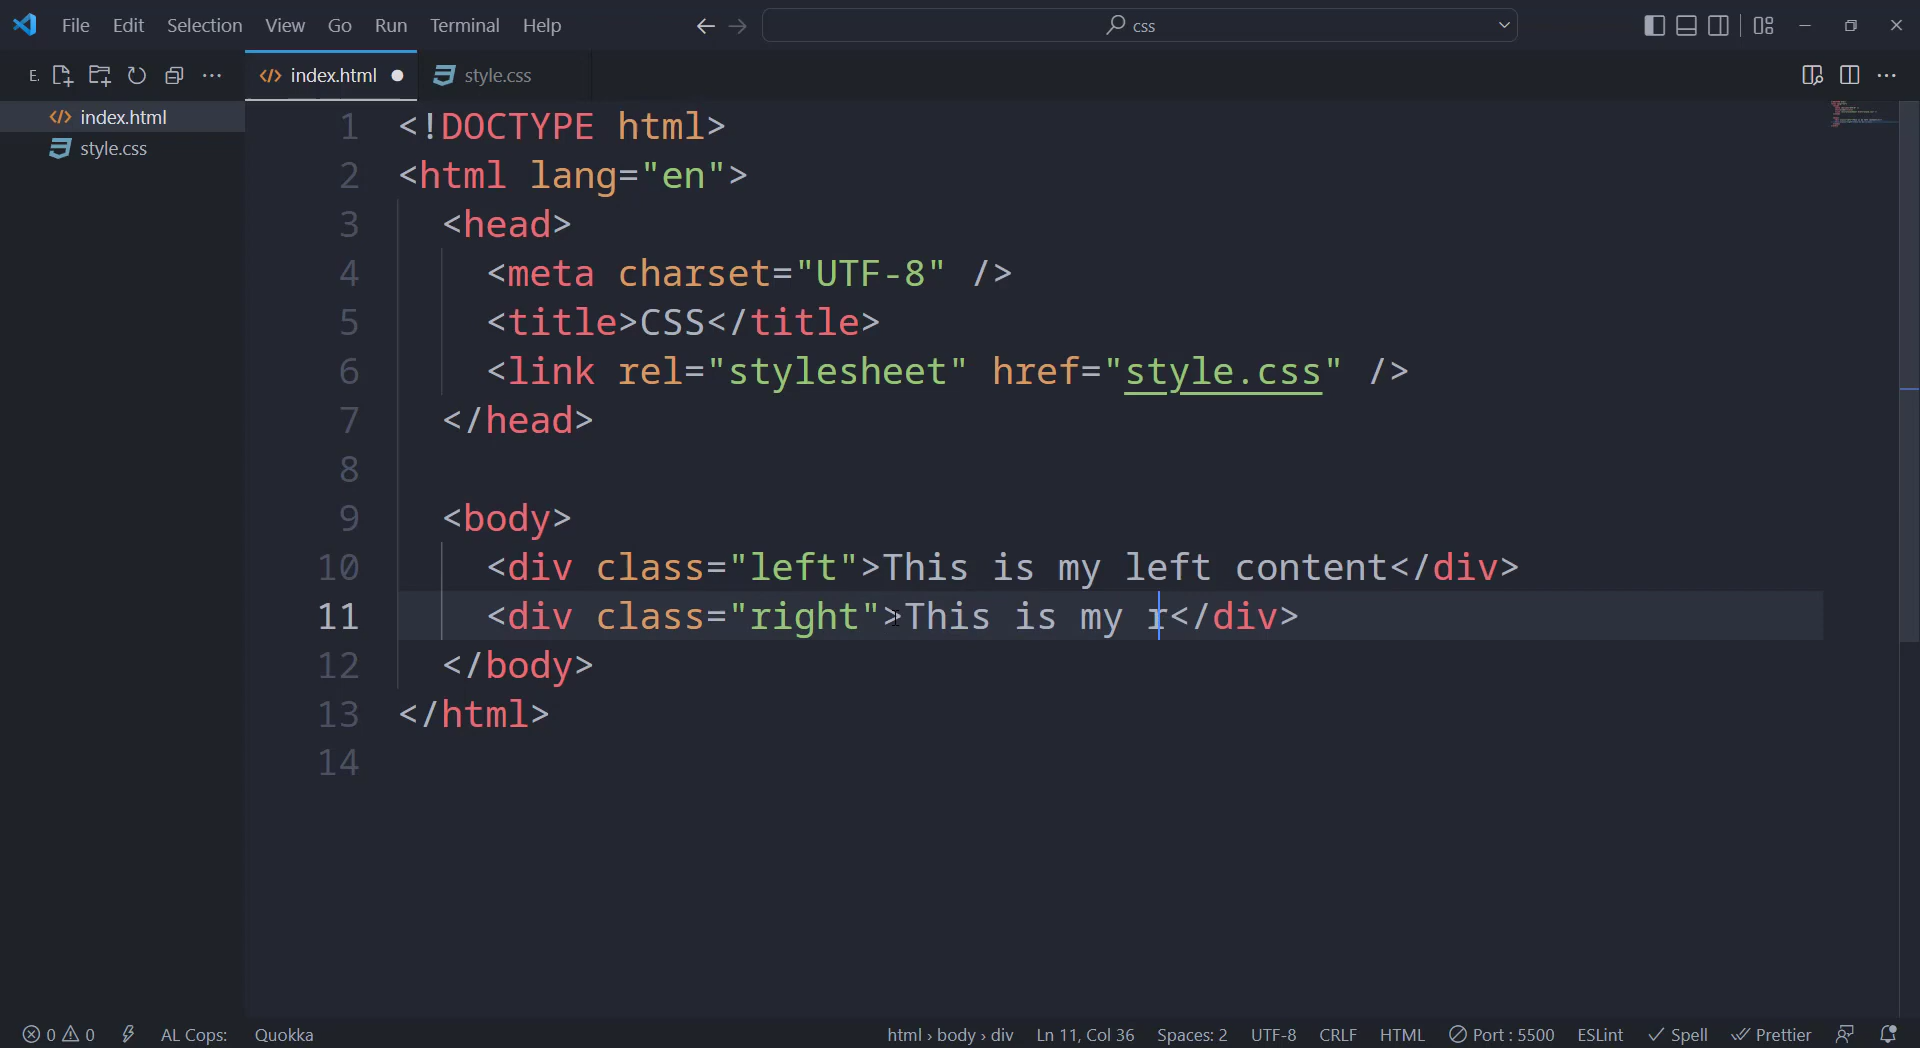 File Edit Selection View Go Run Terminal Help css
E. index.html style.css
index.html
style.css
1 <!DOCTYPE html>
2 <html lang="en">
3 <head>
4 <meta charset="UTF-8" />
5 <title>CSS</title>
6 <link rel="stylesheet" href="style.css" />
7 </head>
8
9 <body>
10 <div class="left">This is my left content</div>
11 <div class="right">This is my r</div>
12 </body>
13 </html>
14
0 0 AL Cops: Quokka html › body › div Ln 11, Col 36 Spaces: 2 UTF-8 CRLF HTML Port : 5500 ESLint Spell Prettier